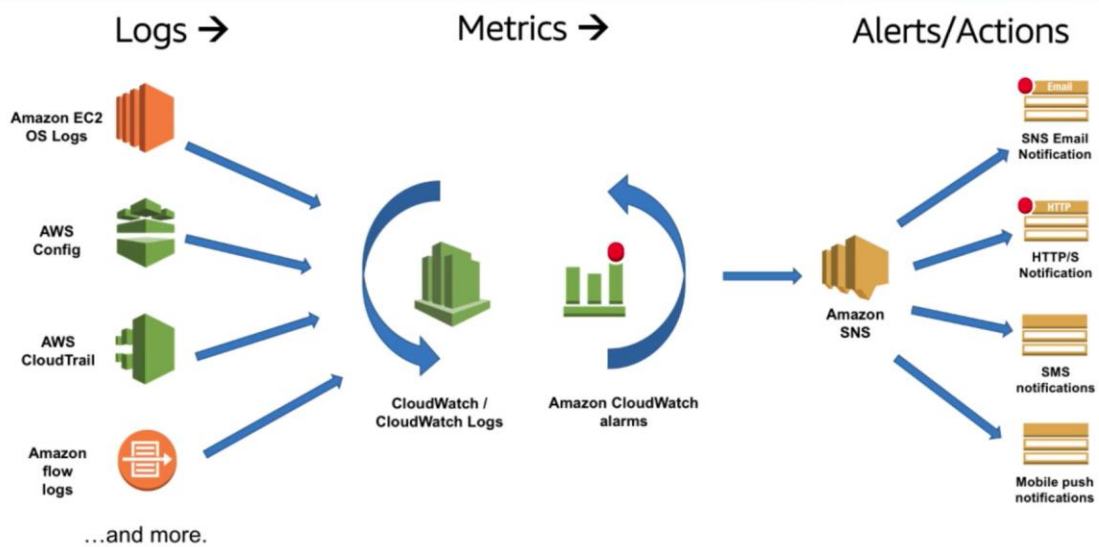 Logs →
Metrics →
Alerts/Actions
Amazon EC2
OS Logs
AWS
Config
AWS
CloudTrail
Amazon
flow
logs
...and more.
CloudWatch /
CloudWatch Logs
Amazon CloudWatch
alarms
Amazon
SNS
Email
SNS Email
Notification
HTTP
HTTP/S
Notification
SMS
notifications
Mobile push
notifications